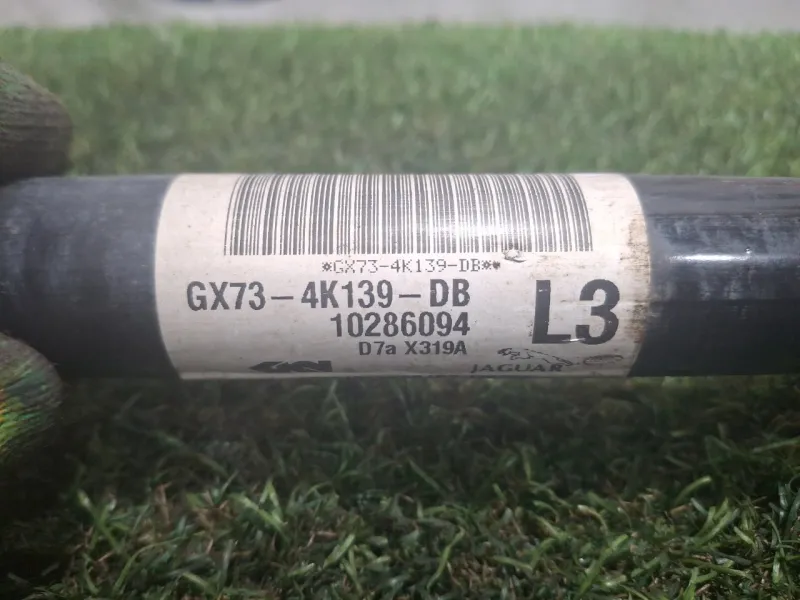 *GX73-4K139-DB*
GX73-4K139-DB
L3
10286094
D7a X319A
GKN
JAGUAR